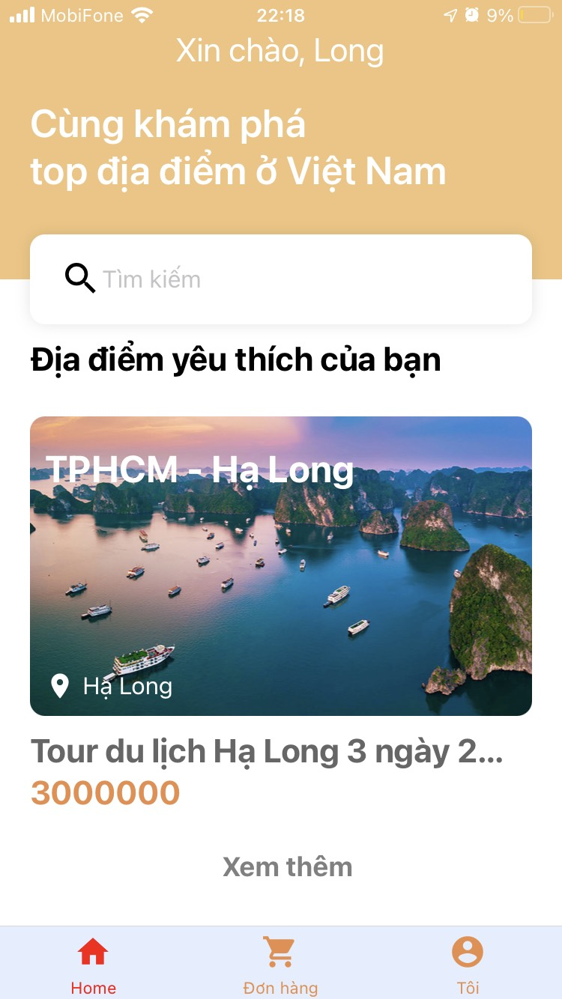 MobiFone 22:18 9%
Xin chào, Long
Cùng khám phá
top địa điểm ở Việt Nam
Tìm kiếm
Địa điểm yêu thích của bạn
TPHCM - Hạ Long
Hạ Long
Tour du lịch Hạ Long 3 ngày 2...
3000000
Xem thêm
Home Đơn hàng Tôi